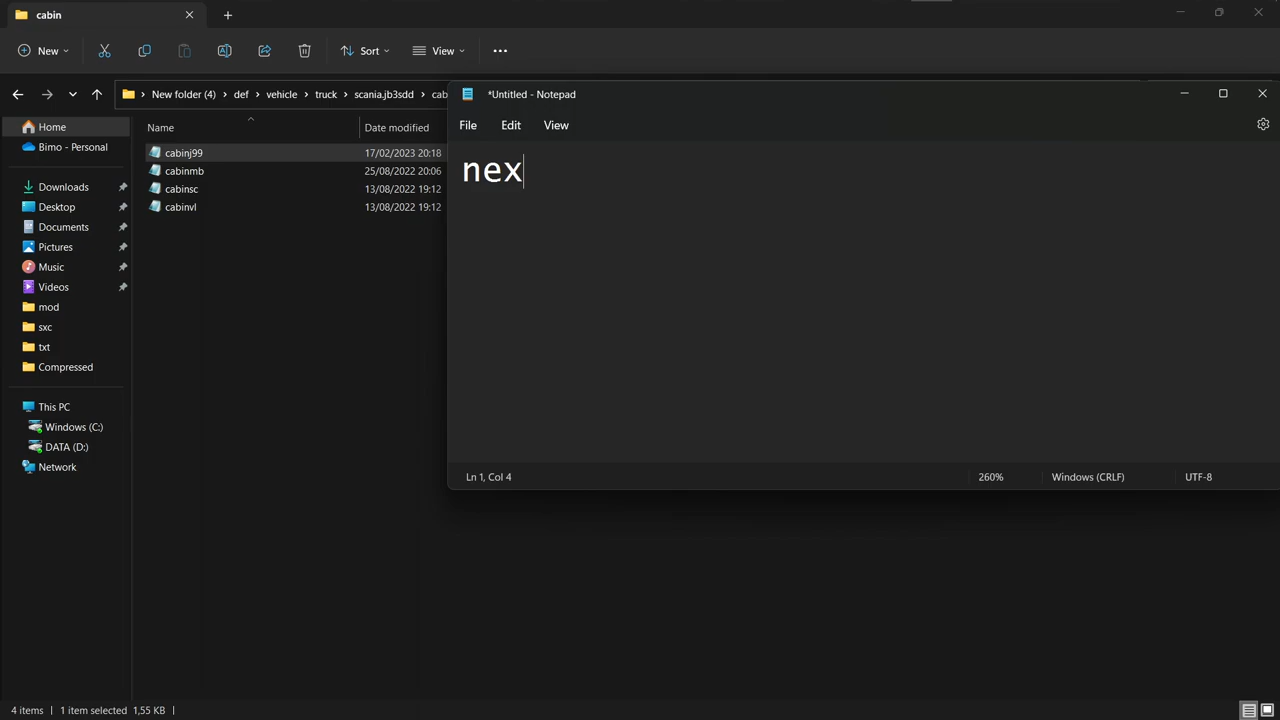 cabin
New
Sort
View
New folder (4) › def › vehicle › truck › scania.jb3sdd › cab
*Untitled - Notepad
File Edit View
nex
Name Date modified
cabinj99 17/02/2023 20:18
cabinmb 25/08/2022 20:06
cabinsc 13/08/2022 19:12
cabinvl 13/08/2022 19:12
Home
Bimo - Personal
Downloads
Desktop
Documents
Pictures
Music
Videos
mod
sxc
txt
Compressed
This PC
Windows (C:)
DATA (D:)
Network
Ln 1, Col 4 260% Windows (CRLF) UTF-8
4 items 1 item selected 1,55 KB